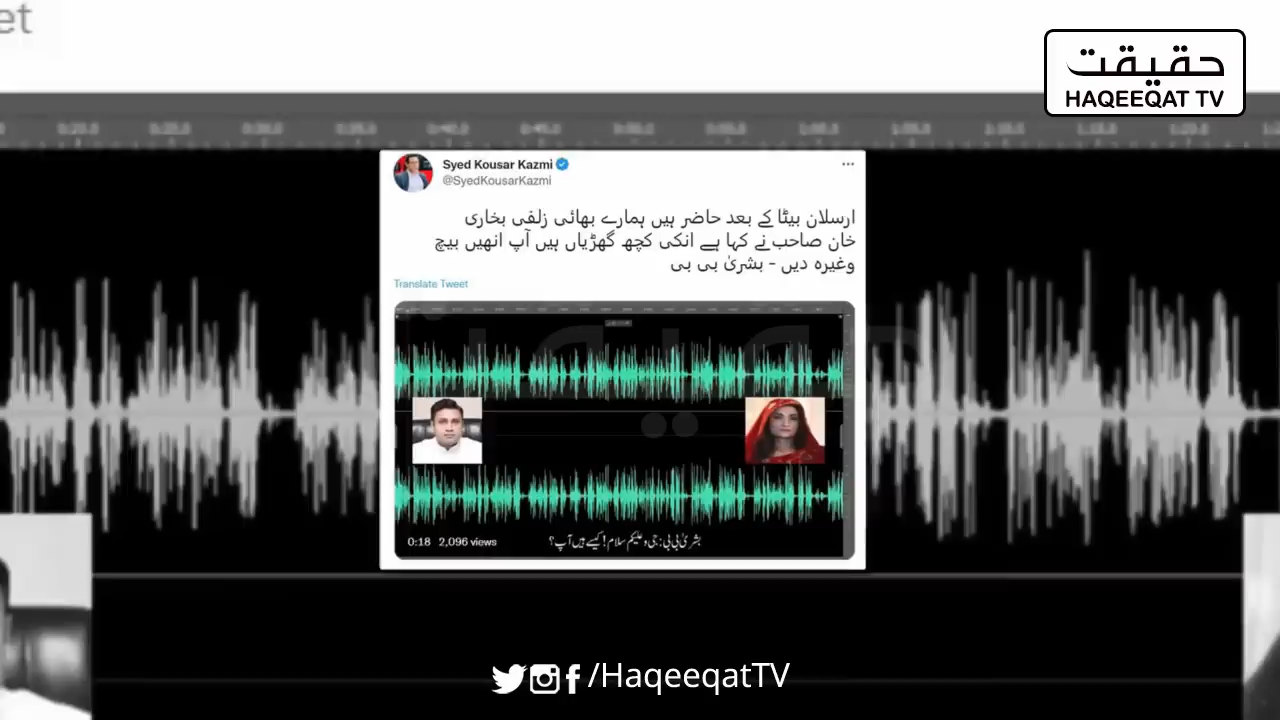 et
حقیقت
HAQEEQAT TV
Syed Kousar Kazmi
@SyedKousarKazmi
ارسلان بیٹا کے بعد حاضر ہیں ہمارے بھائی زلفی بخاری
خان صاحب نے کہا ہے انکی کچھ گھڑیاں ہیں آپ انھیں بیچ
وغیرہ دیں - بشریٰ بی بی
Translate Tweet
0:18 2,096 views
بشریٰ بی بی: جی وعلیکم سلام! کیسے ہیں آپ؟
/HaqeeqatTV